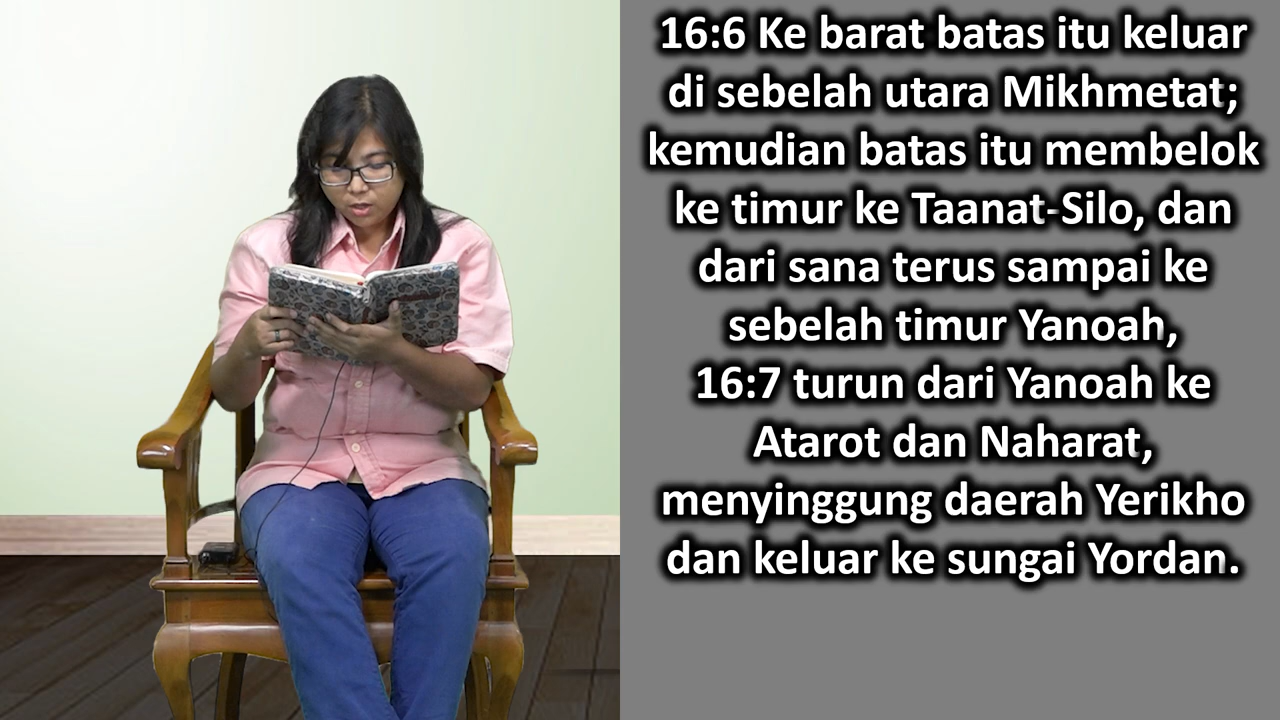 16:6 Ke barat batas itu keluar
di sebelah utara Mikhmetat;
kemudian batas itu membelok
ke timur ke Taanat-Silo, dan
dari sana terus sampai ke
sebelah timur Yanoah,
16:7 turun dari Yanoah ke
Atarot dan Naharat,
menyinggung daerah Yerikho
dan keluar ke sungai Yordan.